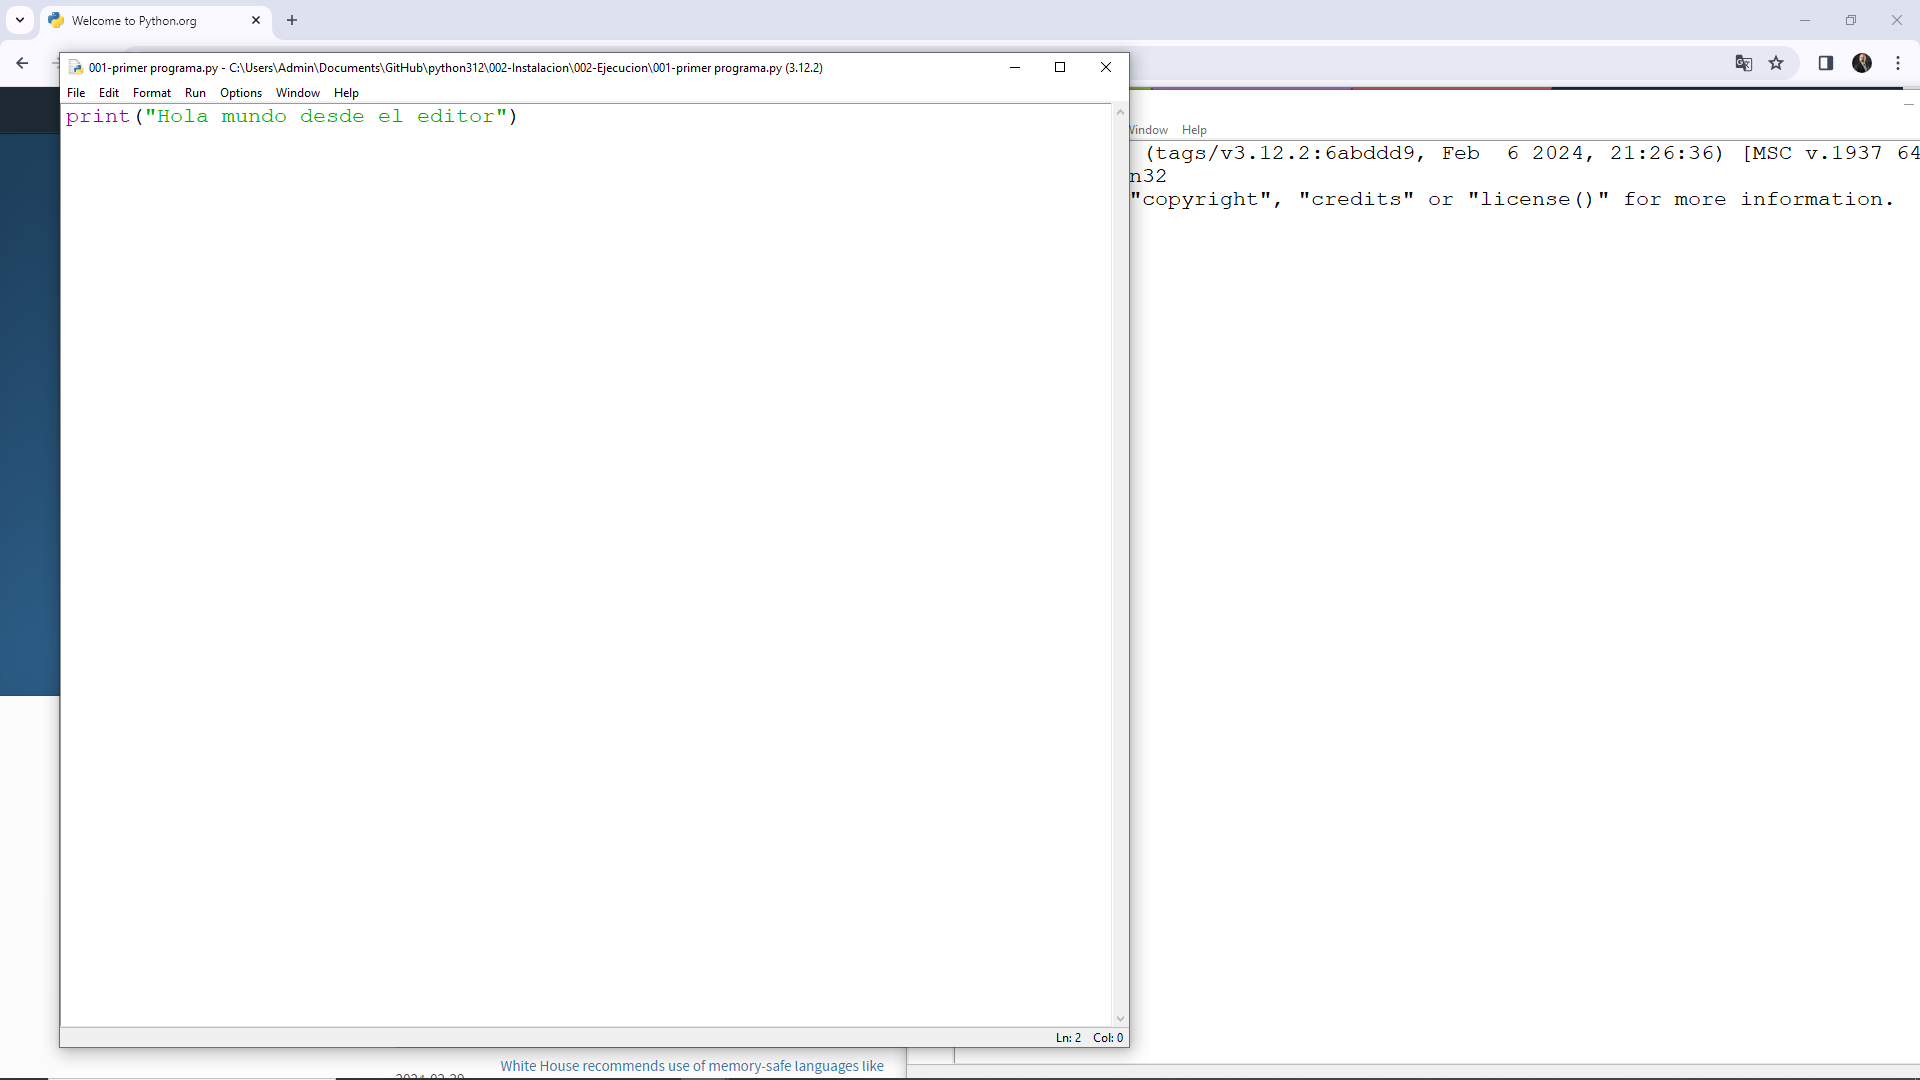 Welcome to Python.org
001-primer programa.py - C:\Users\Admin\Documents\GitHub\python312\002-Instalacion\002-Ejecucion\001-primer programa.py (3.12.2)
File Edit Format Run Options Window Help
print("Hola mundo desde el editor")
Window Help
(tags/v3.12.2:6abddd9, Feb  6 2024, 21:26:36) [MSC v.1937 64
n32
"copyright", "credits" or "license()" for more information.
Ln: 2 Col: 0
White House recommends use of memory-safe languages like